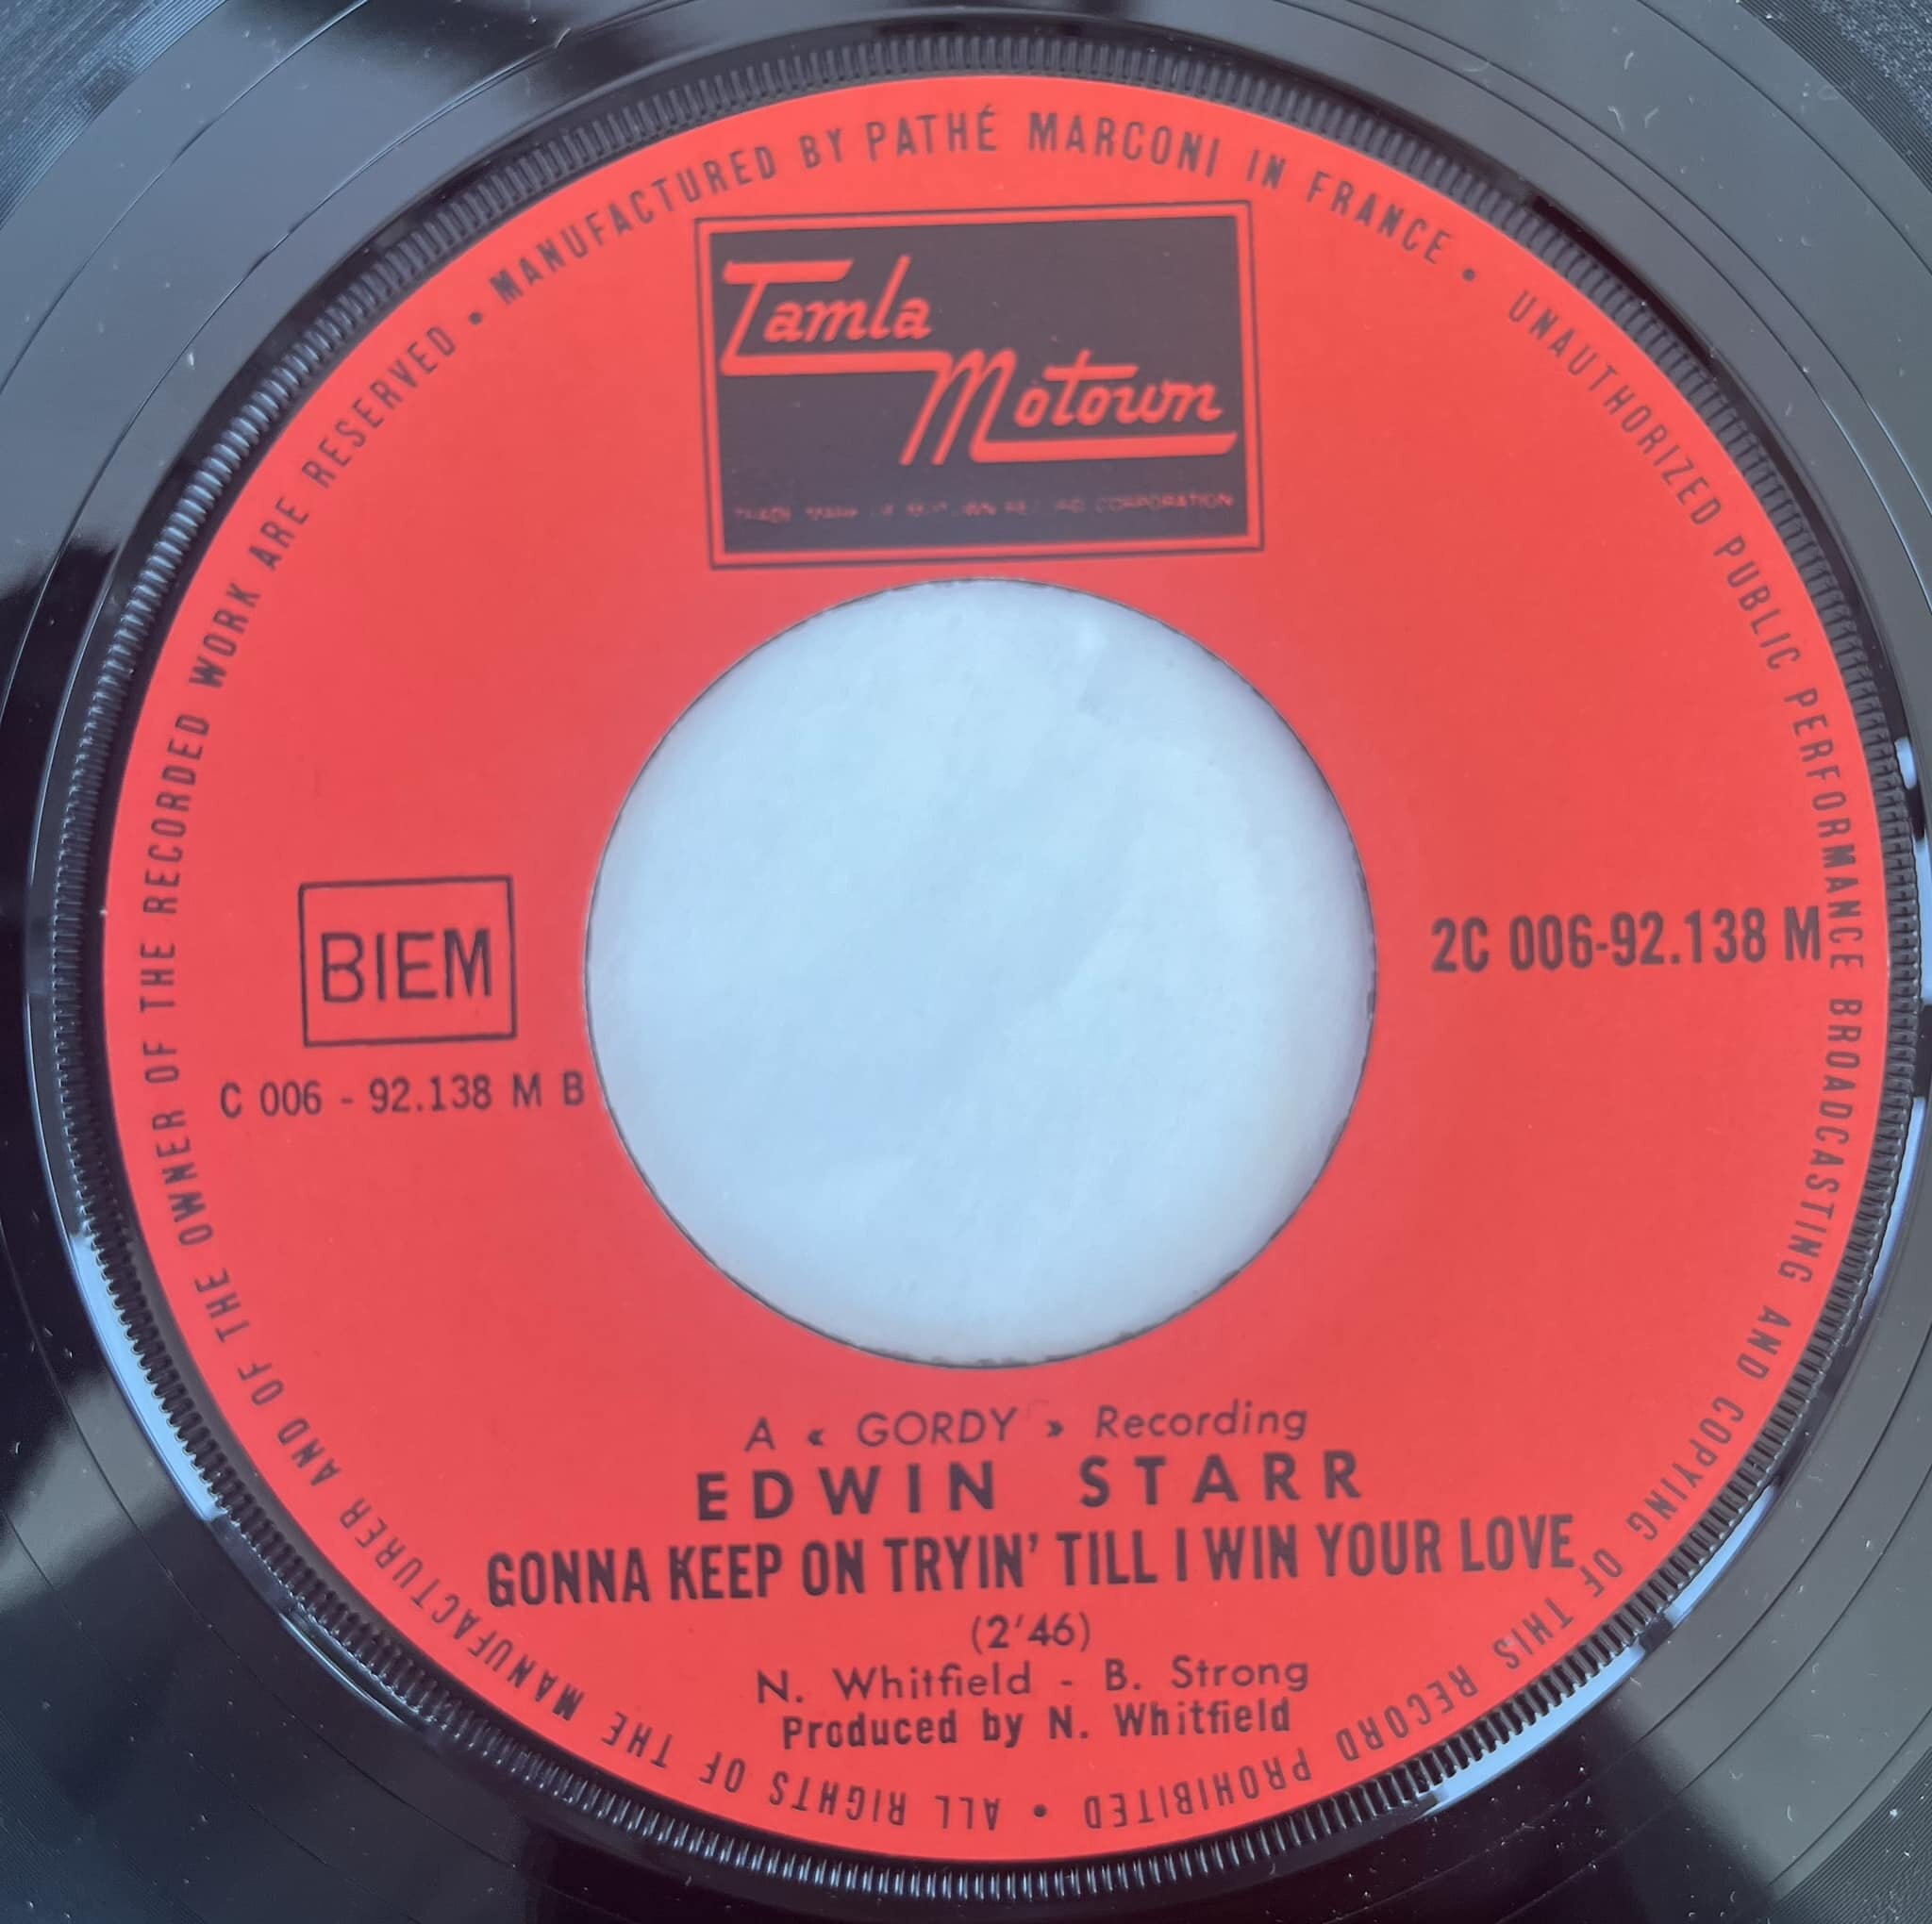 MANUFACTURED BY PATHÉ MARCONI IN FRANCE • UNAUTHORIZED PUBLIC PERFORMANCE BROADCASTING AND COPYING OF THIS RECORD PROHIBITED • ALL RIGHTS OF THE MANUFACTURER AND OF THE OWNER OF THE RECORDED WORK ARE RESERVED •
Tamla
Motown
CORPORATION
BIEM
C 006 - 92.138 M B
2C 006-92.138 M
A « GORDY » Recording
EDWIN STARR
GONNA KEEP ON TRYIN' TILL I WIN YOUR LOVE
(2'46)
N. Whitfield - B. Strong
Produced by N. Whitfield